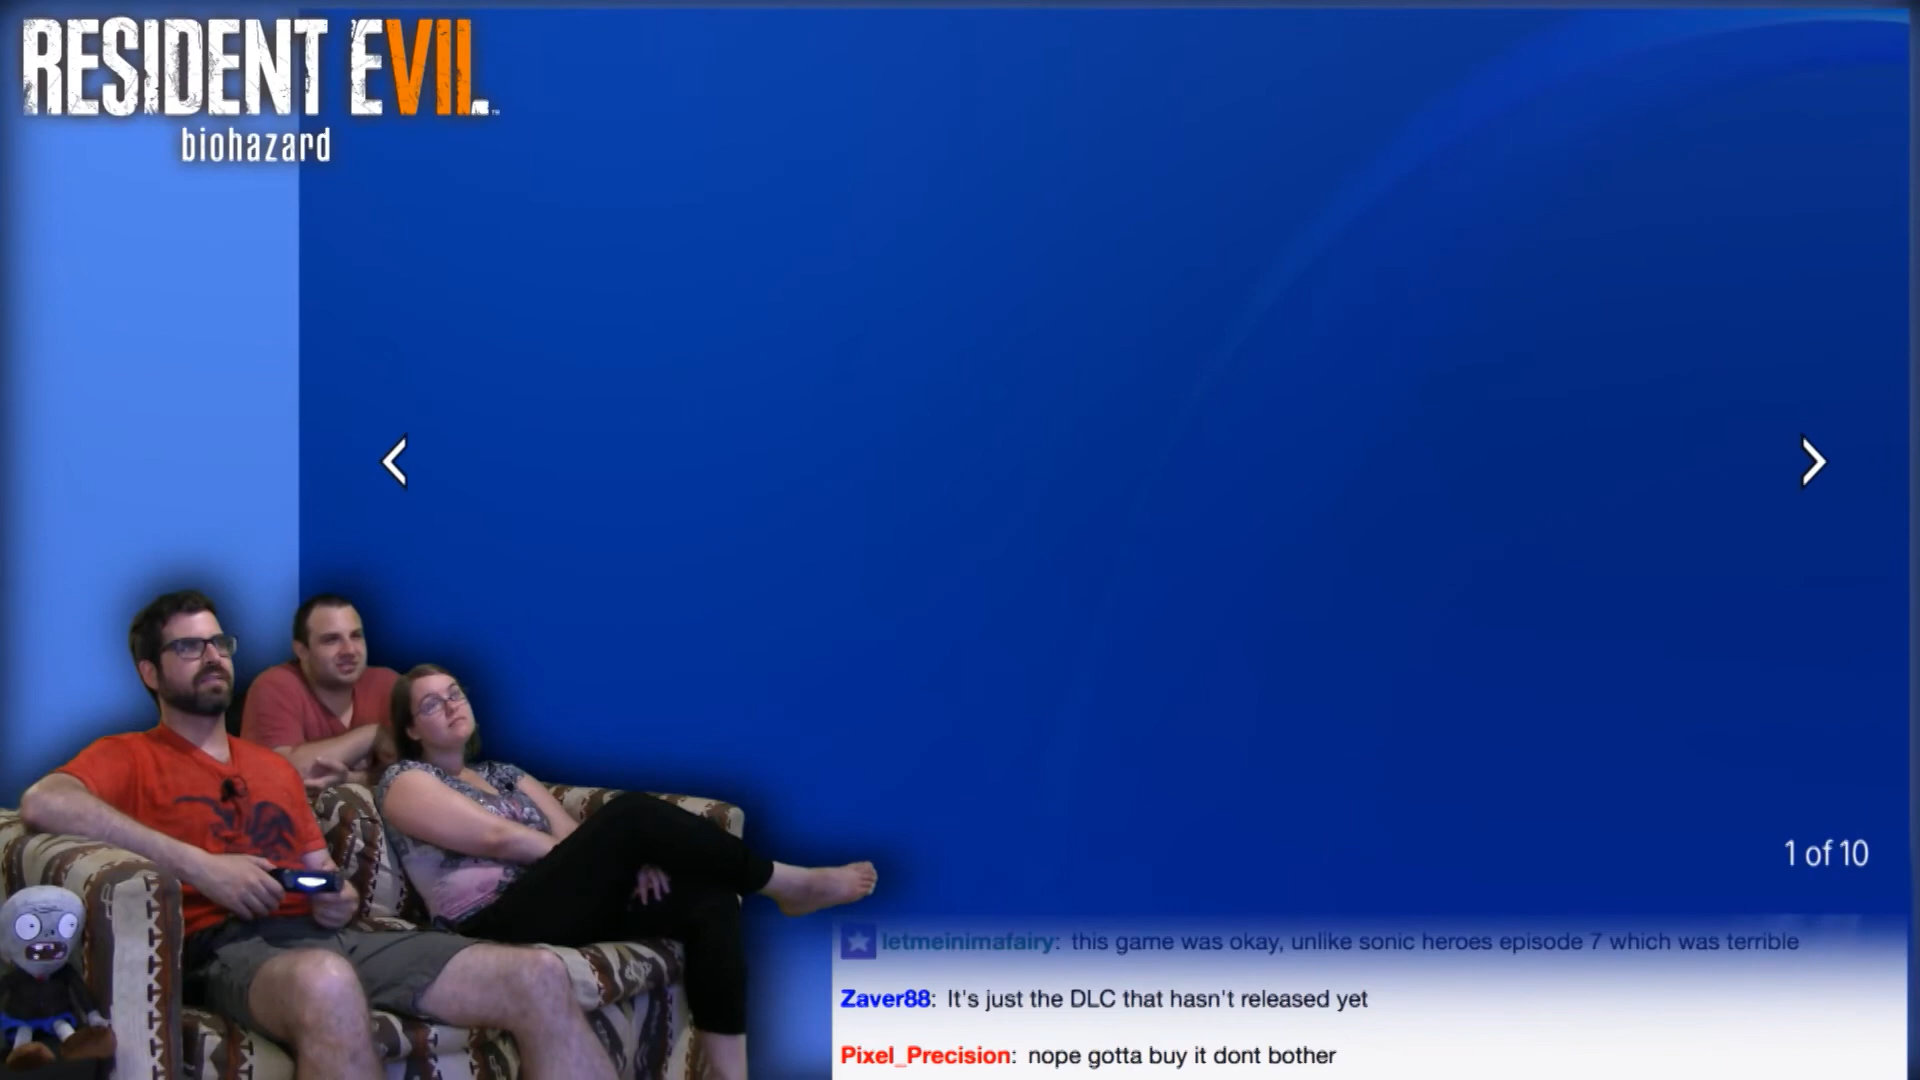 RESIDENT EVII.
biohazard
1 of 10
letmeinimafairy: this game was okay, unlike sonic heroes episode 7 which was terrible
Zaver88: It's just the DLC that hasn't released yet
Pixel_Precision: nope gotta buy it dont bother